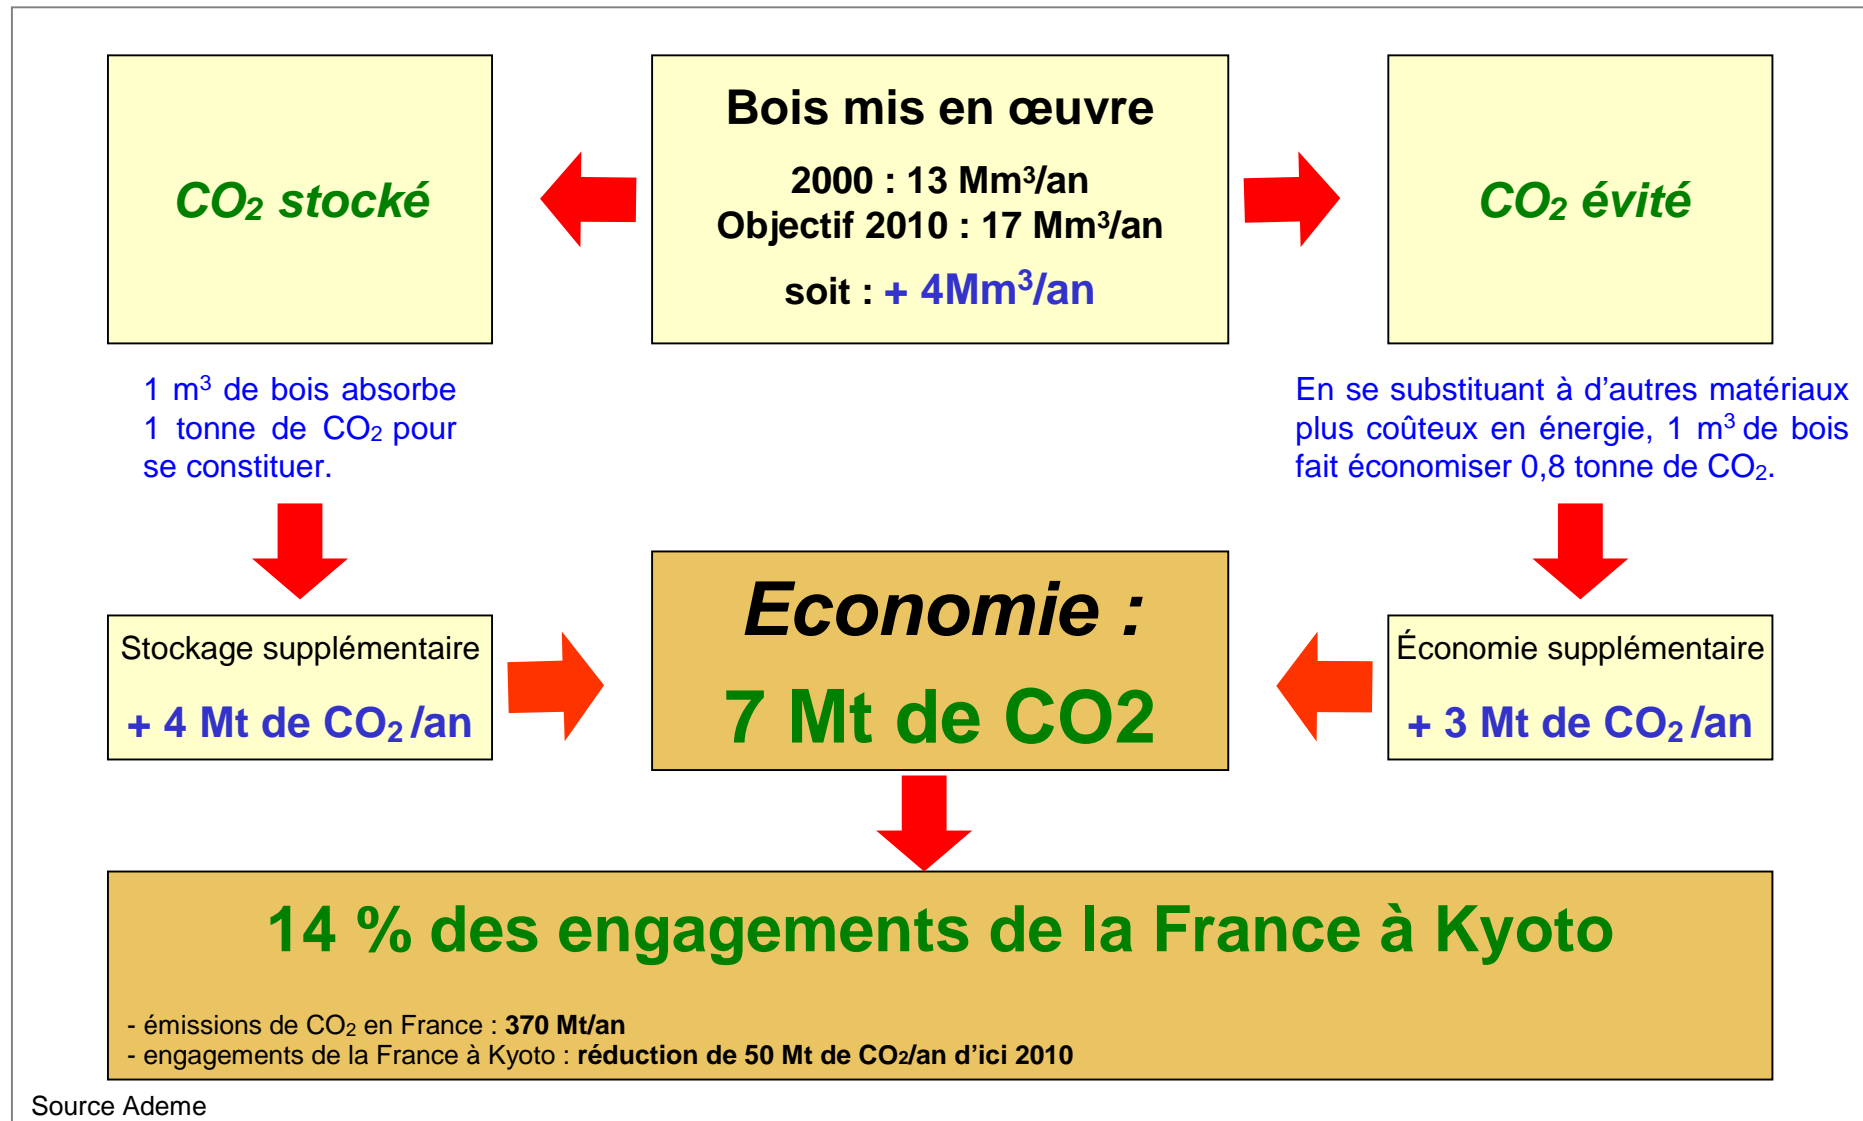 CO₂ stocké
Bois mis en œuvre
2000 : 13 Mm³/an
Objectif 2010 : 17 Mm³/an
soit : + 4Mm³/an
CO₂ évité
1 m³ de bois absorbe
1 tonne de CO₂ pour
se constituer.
En se substituant à d’autres matériaux
plus coûteux en énergie, 1 m³ de bois
fait économiser 0,8 tonne de CO₂.
Stockage supplémentaire
+ 4 Mt de CO₂ /an
Economie :
7 Mt de CO2
Économie supplémentaire
+ 3 Mt de CO₂ /an
14 % des engagements de la France à Kyoto
- émissions de CO₂ en France : 370 Mt/an
- engagements de la France à Kyoto : réduction de 50 Mt de CO₂/an d’ici 2010
Source Ademe